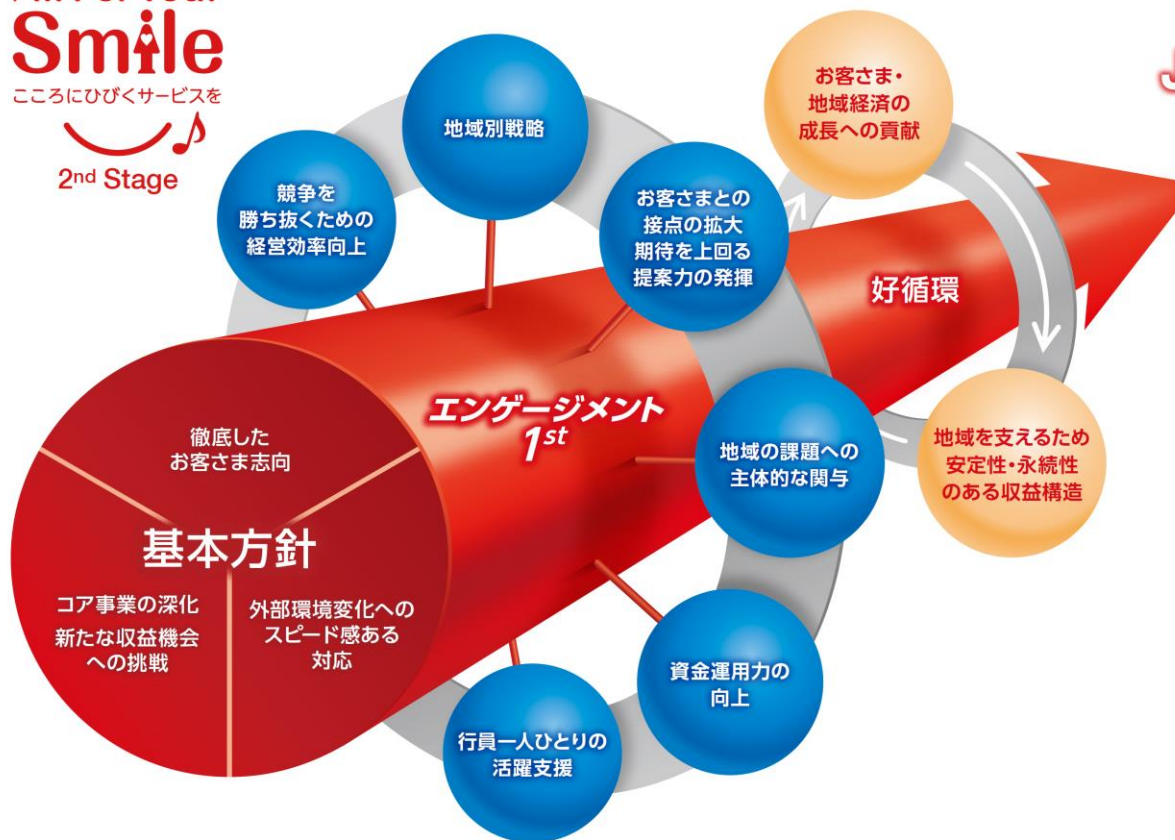 Smile
こころにひびくサービスを
2nd Stage
地域別戦略
競争を
勝ち抜くための
経営効率向上
お客さまとの
接点の拡大
期待を上回る
提案力の発揮
お客さま・
地域経済の
成長への貢献
好循環
エンゲージメント
1st
地域の課題への
主体的な関与
地域を支えるため
安定性・永続性
のある収益構造
徹底した
お客さま志向
基本方針
コア事業の深化
新たな収益機会
への挑戦
外部環境変化への
スピード感ある
対応
資金運用力の
向上
行員一人ひとりの
活躍支援